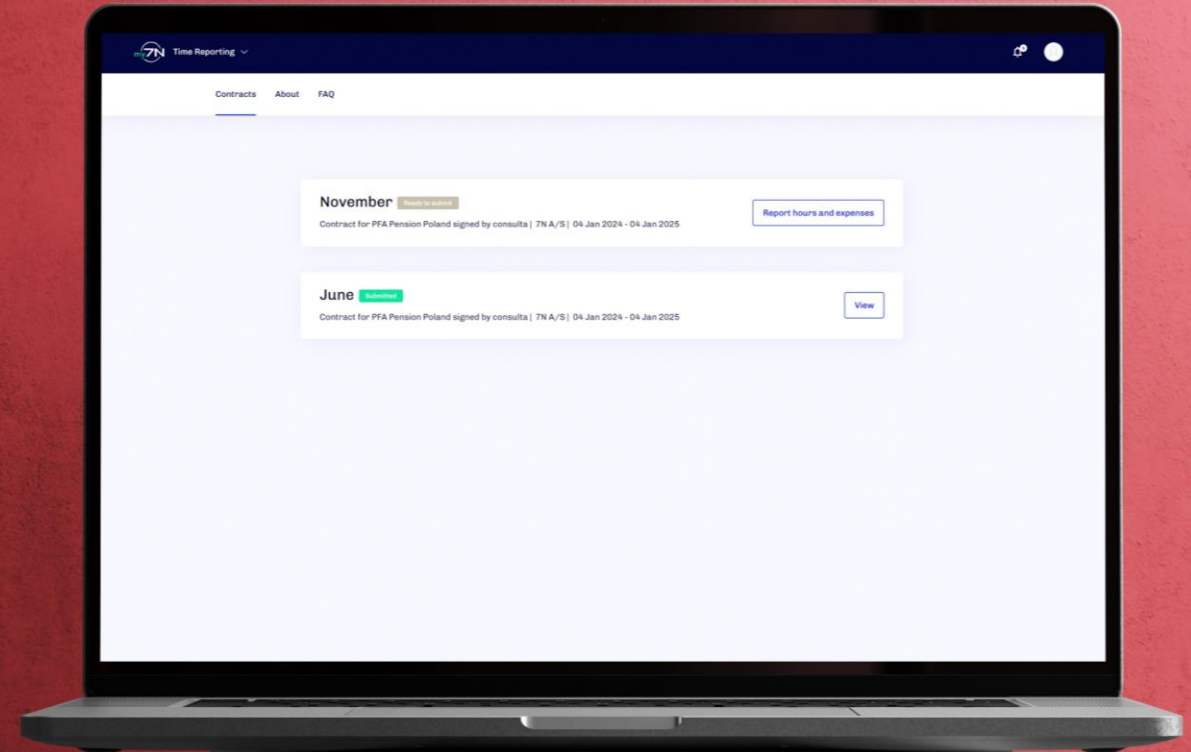 my7N Time Reporting
Contracts About FAQ
November Ready to submit
Contract for PFA Pension Poland signed by consulta | 7N A/S | 04 Jan 2024 - 04 Jan 2025
Report hours and expenses
June Submitted
Contract for PFA Pension Poland signed by consulta | 7N A/S | 04 Jan 2024 - 04 Jan 2025
View